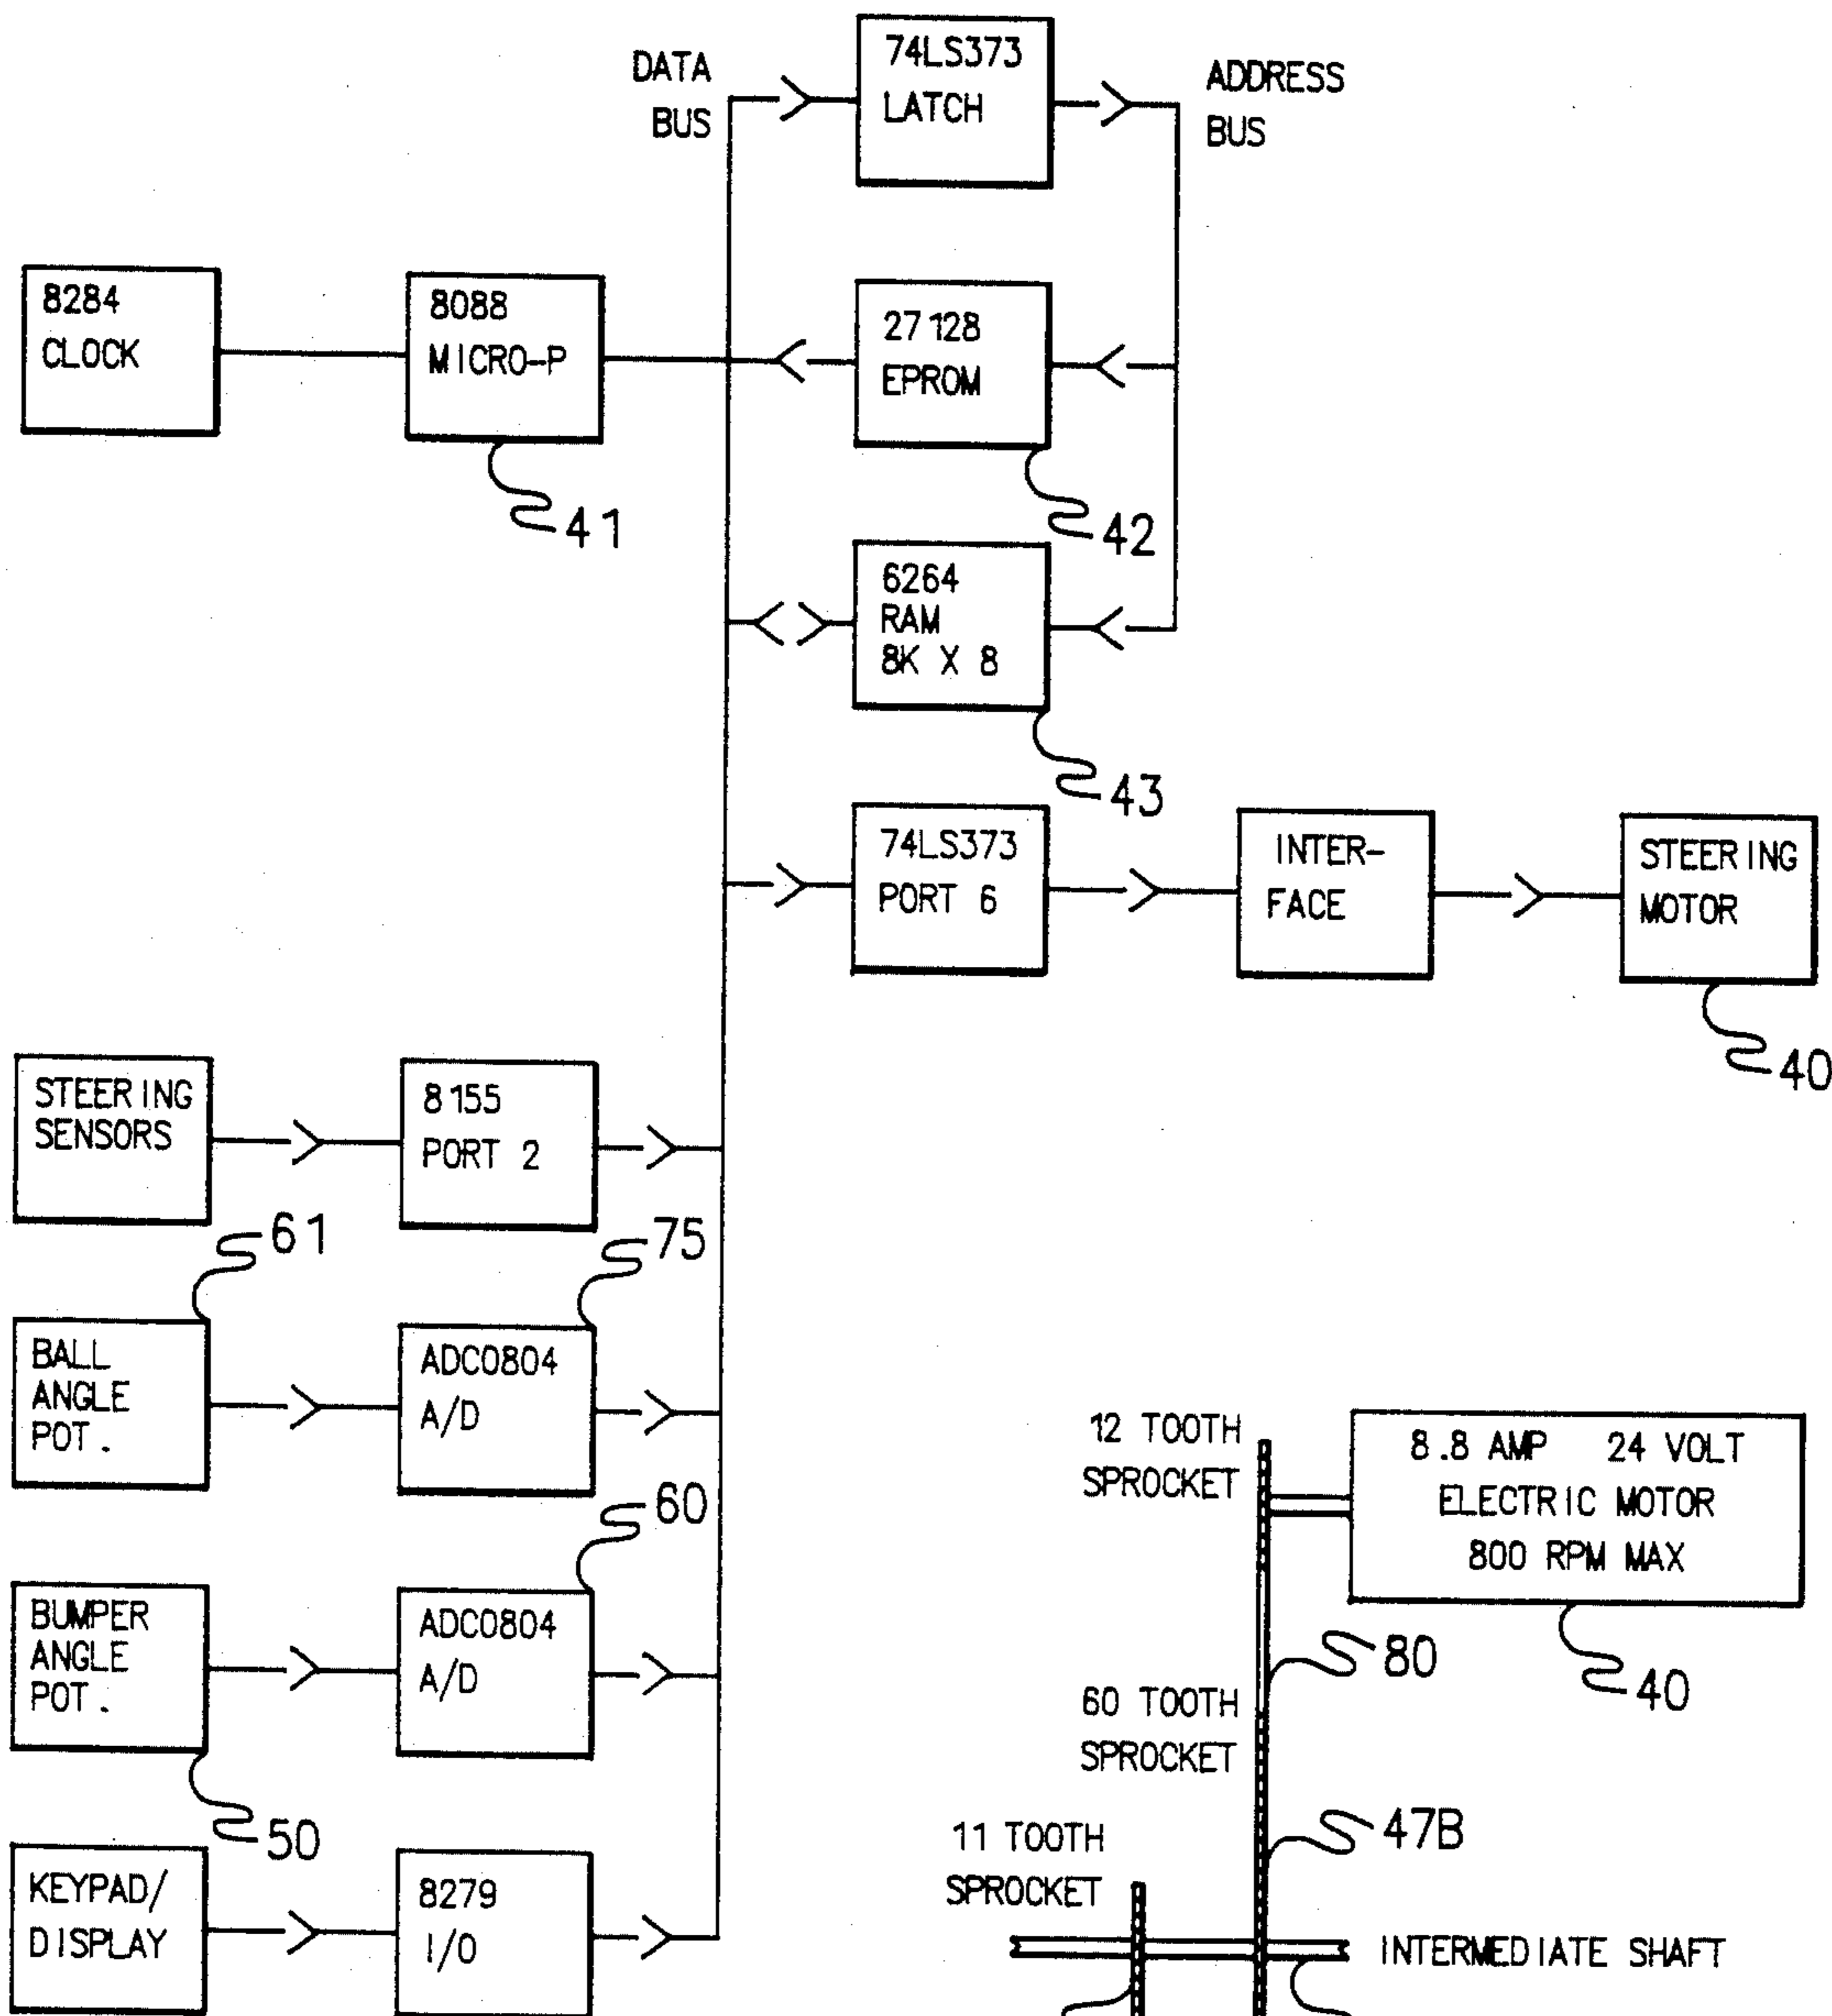 DATA
BUS
74LS373
LATCH
ADDRESS
BUS
8284
CLOCK
8088
MICRO-P
41
27128
EPROM
42
6264
RAM
8K X 8
43
74LS373
PORT 6
INTER-
FACE
STEERING
MOTOR
40
STEERING
SENSORS
8155
PORT 2
61
75
BALL
ANGLE
POT.
ADC0804
A/D
60
BUMPER
ANGLE
POT.
ADC0804
A/D
50
KEYPAD/
DISPLAY
8279
I/O
12 TOOTH
SPROCKET
8.8 AMP 24 VOLT
ELECTRIC MOTOR
800 RPM MAX
80
40
60 TOOTH
SPROCKET
47B
11 TOOTH
SPROCKET
INTERMEDIATE SHAFT